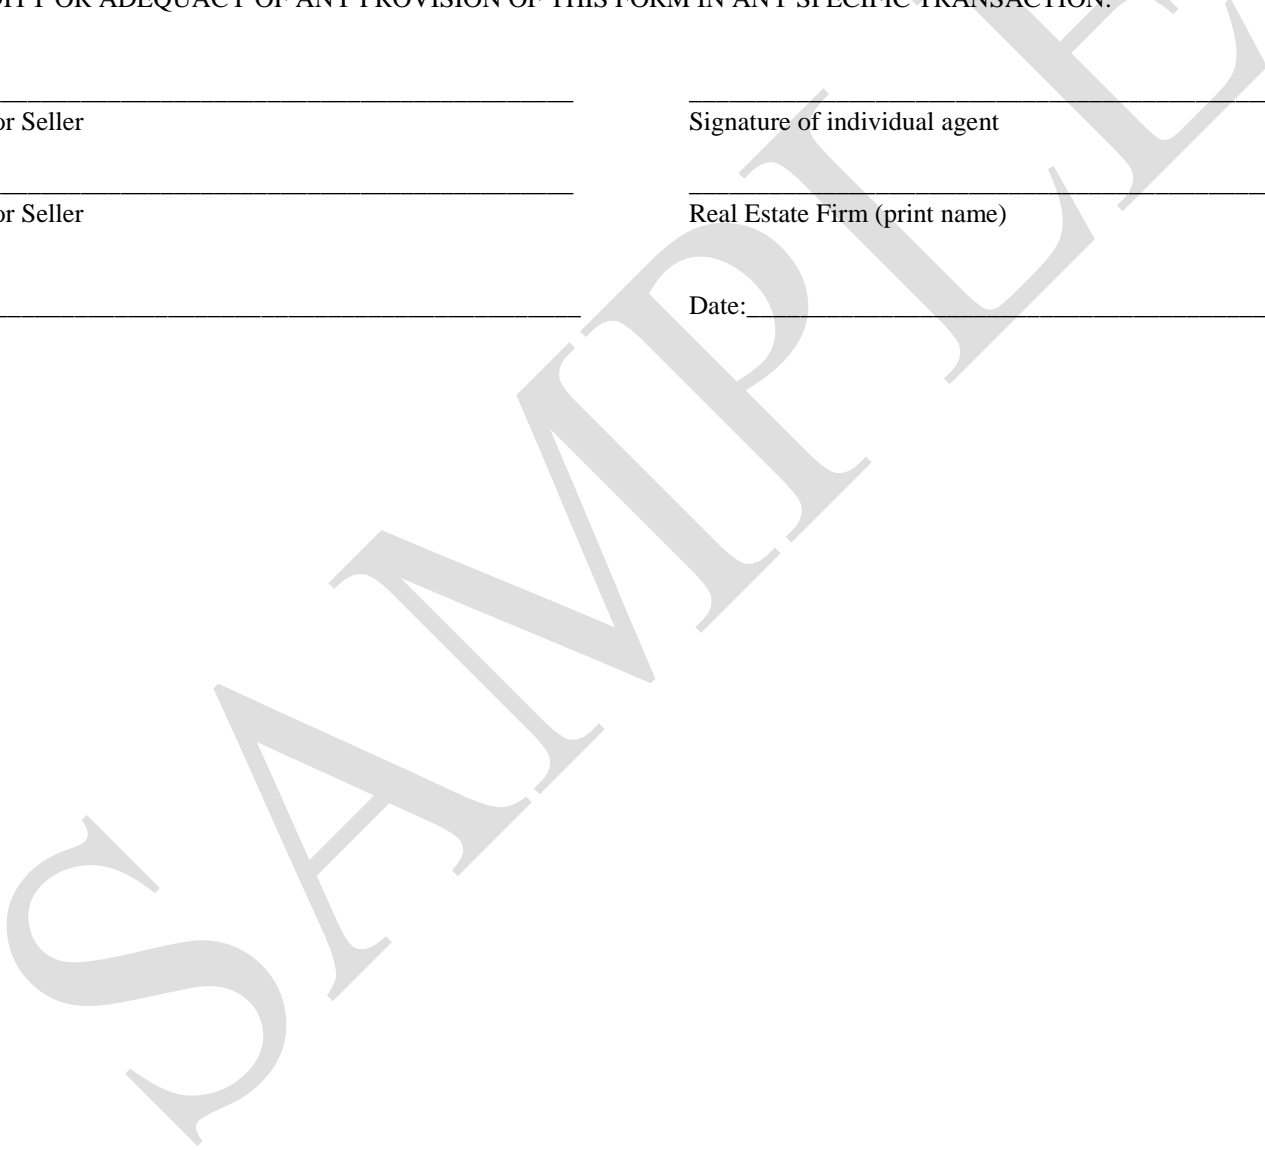 OR ADEQUACY OF ANY PROVISION OF THIS FORM IN ANY SPECIFIC TRANSACTION.
or Seller Signature of individual agent
or Seller Real Estate Firm (print name)
Date:
SAMPLE